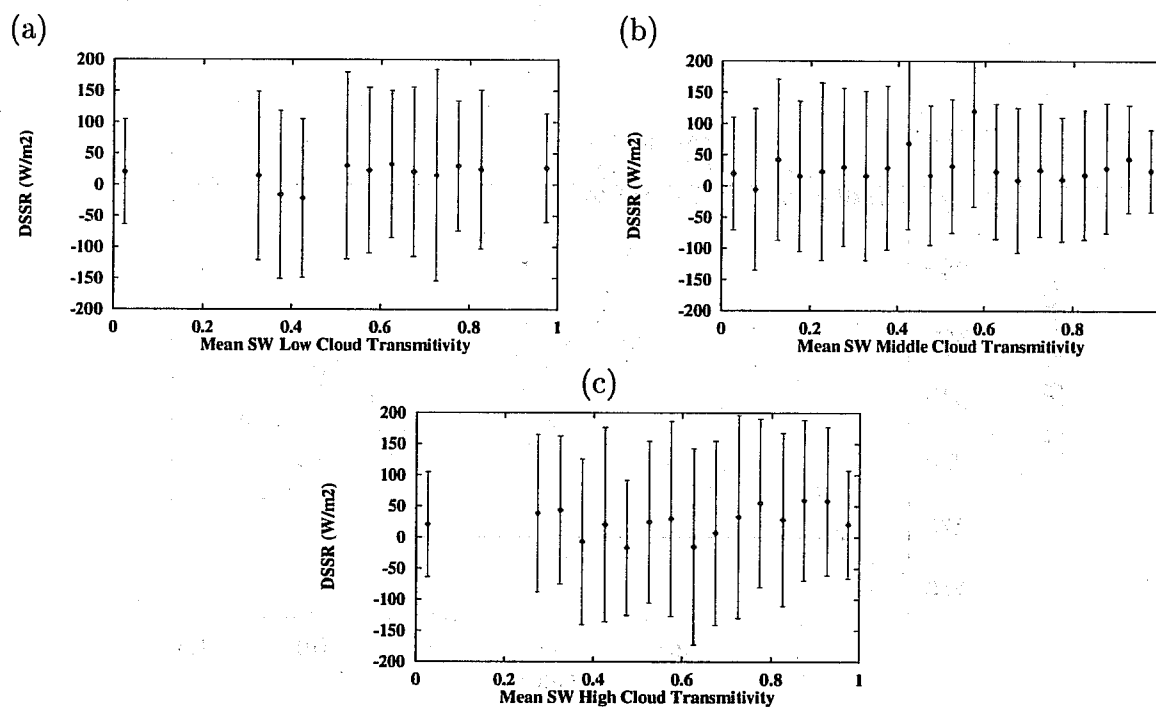 (a)
200
150
100
50
0
-50
-100
-150
-200
DSSR (W/m2)
0 0.2 0.4 0.6 0.8 1
Mean SW Low Cloud Transmitivity
(b)
200
150
100
50
0
-50
-100
-150
-200
DSSR (W/m2)
0 0.2 0.4 0.6 0.8
Mean SW Middle Cloud Transmitivity
(c)
200
150
100
50
0
-50
-100
-150
-200
DSSR (W/m2)
0 0.2 0.4 0.6 0.8 1
Mean SW High Cloud Transmitivity